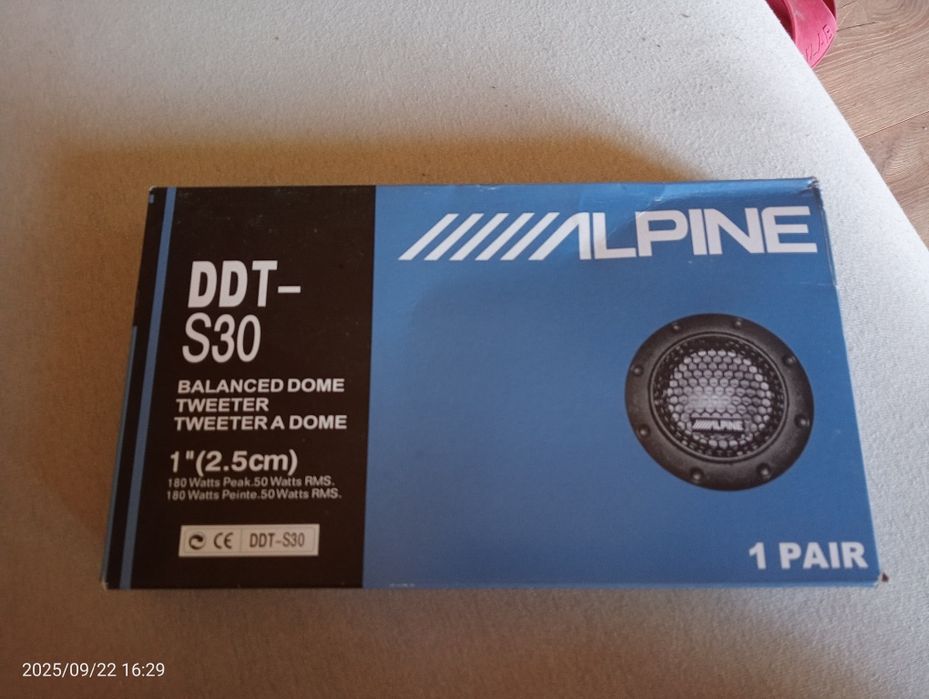 ALPINE
DDT-
S30
BALANCED DOME
TWEETER
TWEETER A DOME
1"(2.5cm)
180 Watts Peak.50 Watts RMS.
180 Watts Peinte.50 Watts RMS.
CE DDT-S30
ALPINE
1 PAIR
2025/09/22 16:29